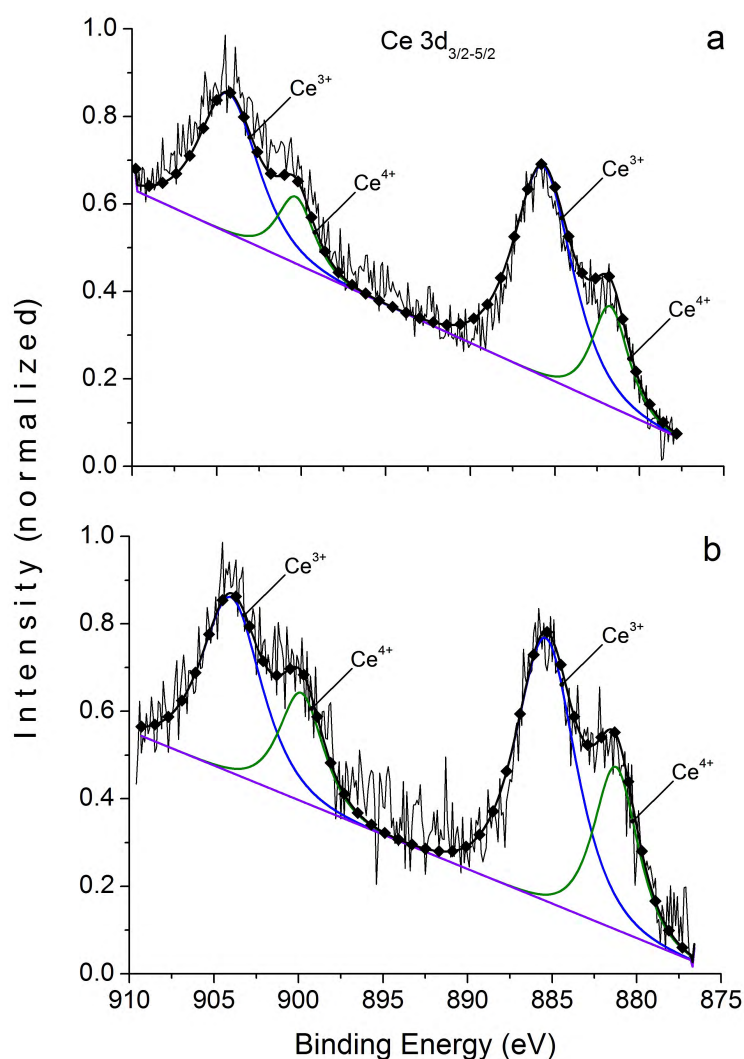 Ce 3d3/2-5/2
a
1.0
0.8
0.6
0.4
0.2
0.0
Ce3+
Ce4+
Ce3+
Ce4+
b
1.0
0.8
0.6
0.4
0.2
0.0
Ce3+
Ce4+
Ce3+
Ce4+
910 905 900 895 890 885 880 875
Binding Energy (eV)
Intensity (normalized)